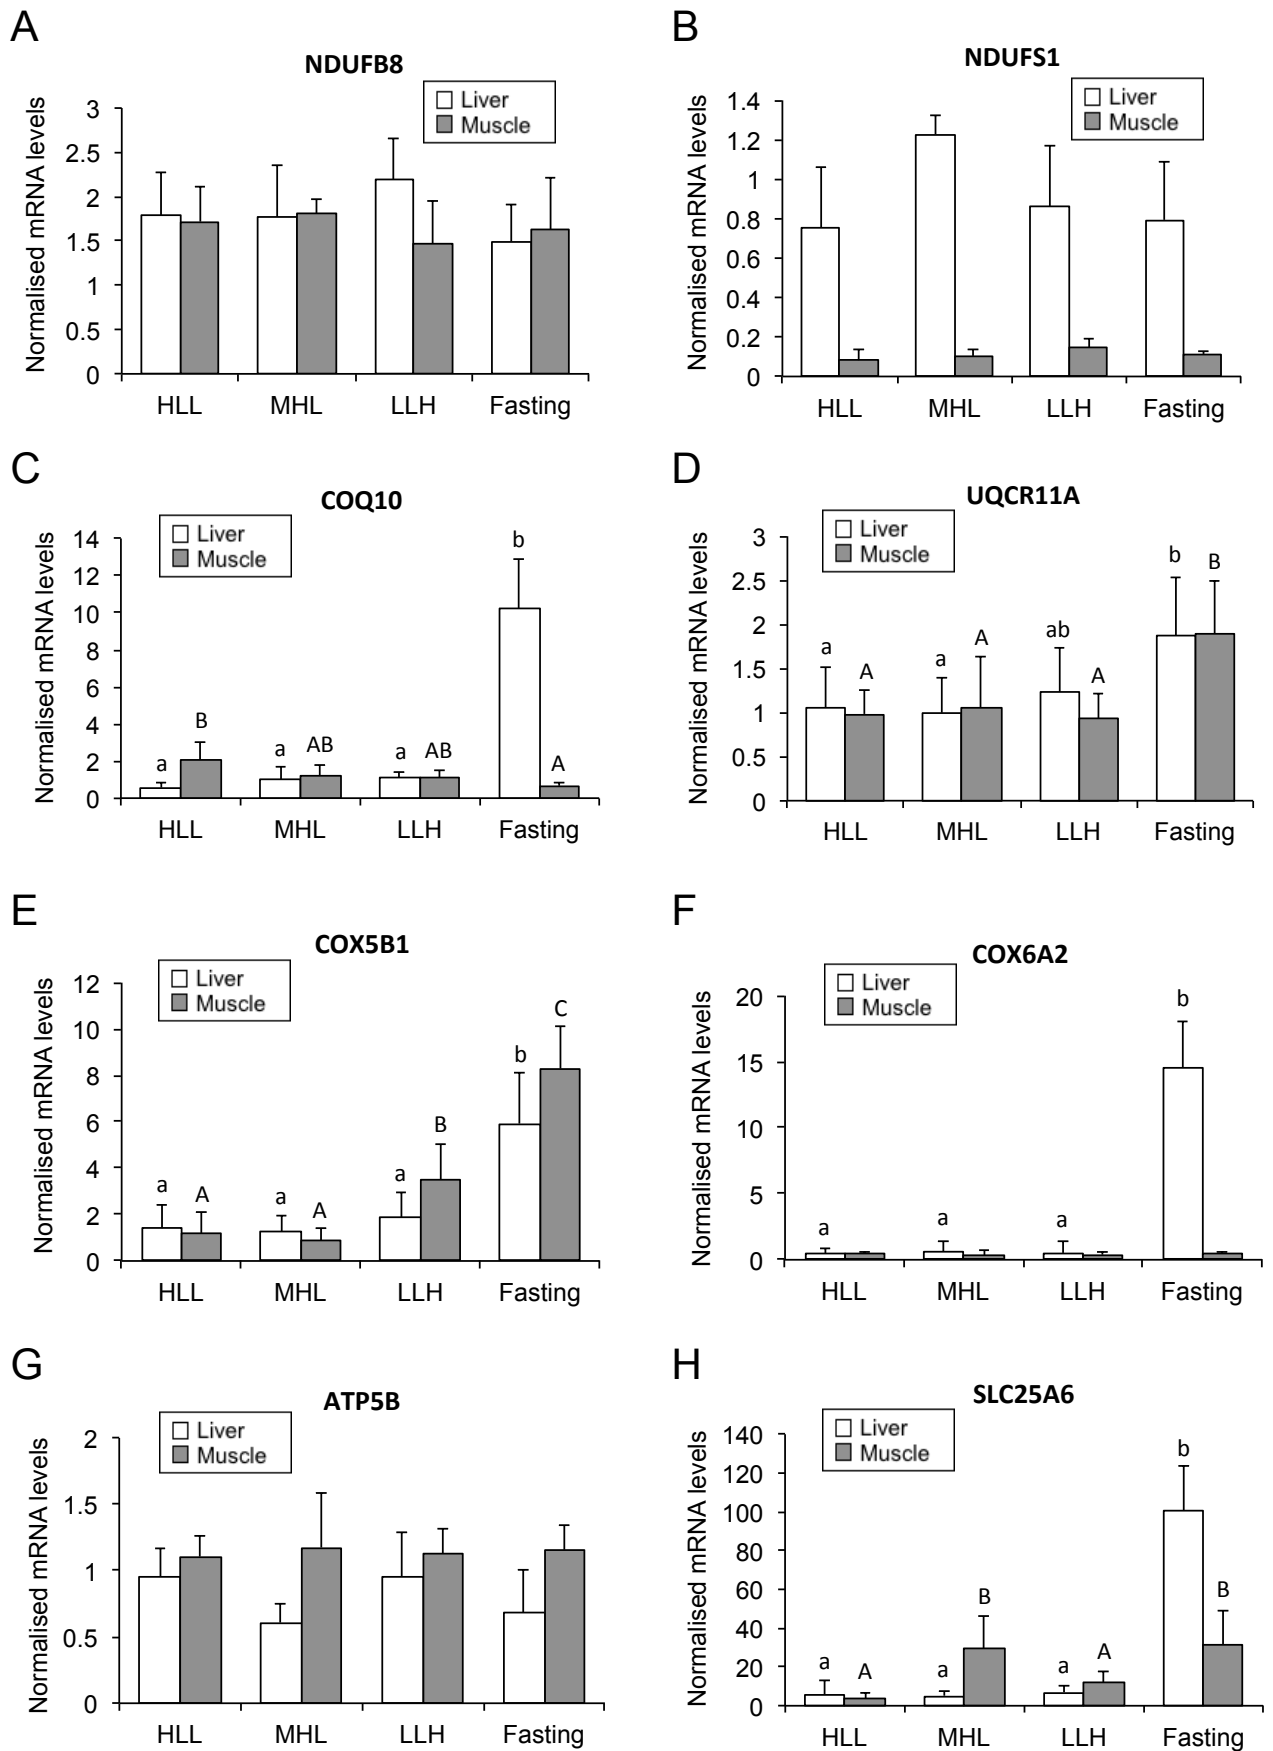 A
NDUFB8
Liver
Muscle
Normalised mRNA levels
3
2.5
2
1.5
1
0.5
0
HLL MHL LLH Fasting
B
NDUFS1
Liver
Muscle
Normalised mRNA levels
1.4
1.2
1
0.8
0.6
0.4
0.2
0
HLL MHL LLH Fasting
C
COQ10
Liver
Muscle
Normalised mRNA levels
14
12
10
8
6
4
2
0
a B a AB a AB b A
HLL MHL LLH Fasting
D
UQCR11A
Liver
Muscle
Normalised mRNA levels
3
2.5
2
1.5
1
0.5
0
a A a A ab A b B
HLL MHL LLH Fasting
E
COX5B1
Liver
Muscle
Normalised mRNA levels
12
10
8
6
4
2
0
a A a A a B b C
HLL MHL LLH Fasting
F
COX6A2
Liver
Muscle
Normalised mRNA levels
20
15
10
5
0
a a a b
HLL MHL LLH Fasting
G
ATP5B
Liver
Muscle
Normalised mRNA levels
2
1.5
1
0.5
0
HLL MHL LLH Fasting
H
SLC25A6
Liver
Muscle
Normalised mRNA levels
140
120
100
80
60
40
20
0
a A a B a A b B
HLL MHL LLH Fasting